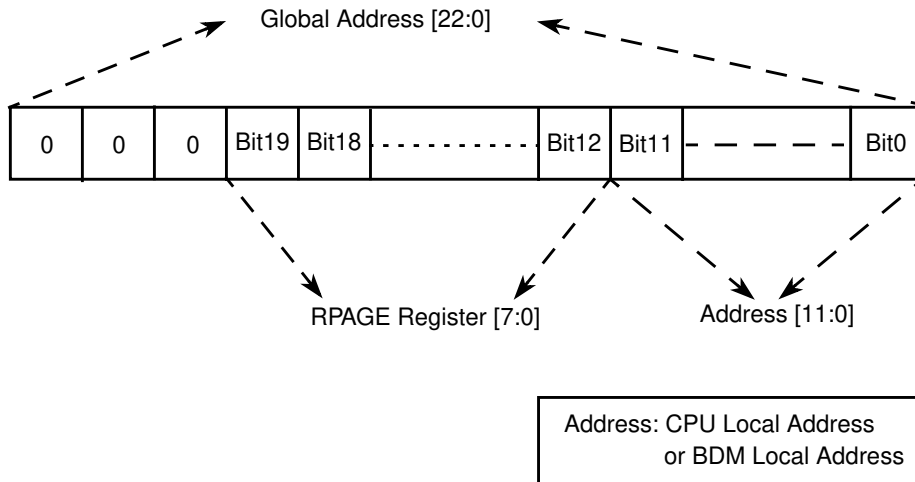 Global Address [22:0]
0 0 0 Bit19 Bit18 Bit12 Bit11 Bit0
RPAGE Register [7:0] Address [11:0]
Address: CPU Local Address
or BDM Local Address